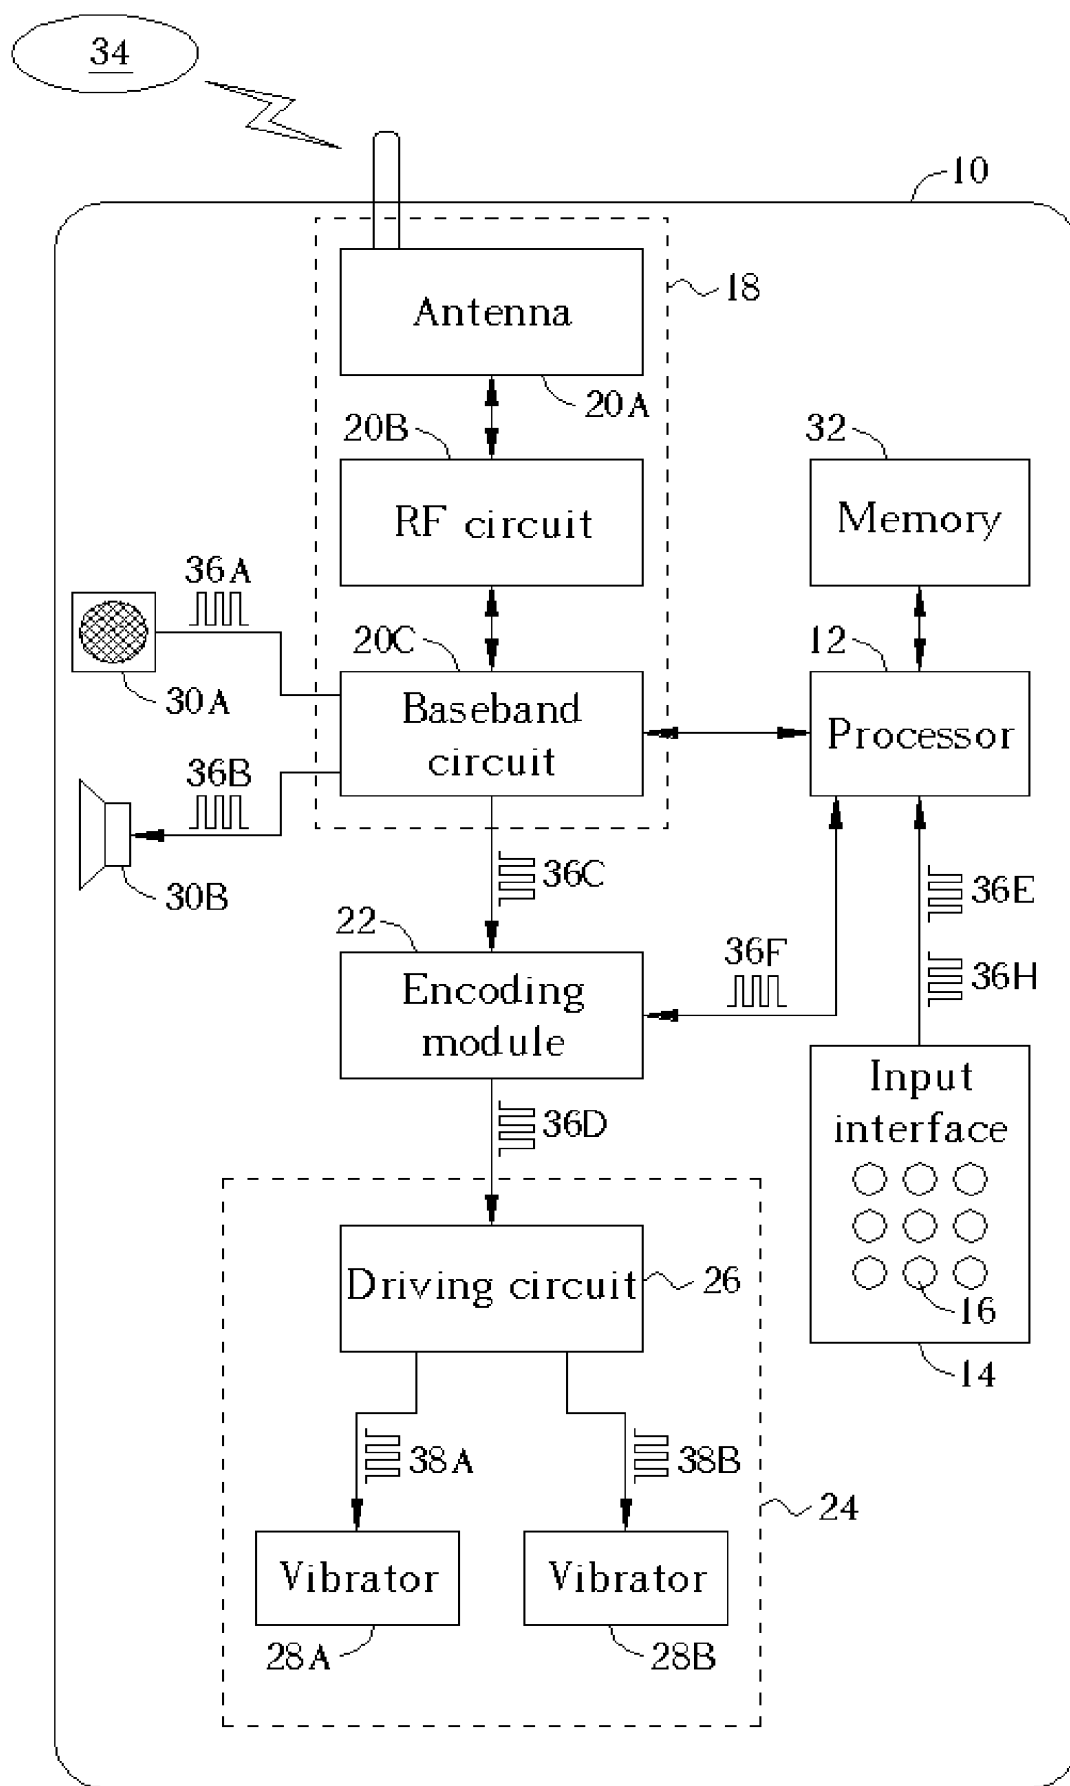 34
10
18
Antenna
20A
20B
32
RF circuit
Memory
36A
20C
12
30A
Baseband
circuit
Processor
36B
30B
36C
36E
22
36F
36H
Encoding
module
Input
interface
36D
16
14
Driving circuit
26
38A
38B
24
Vibrator
Vibrator
28A
28B